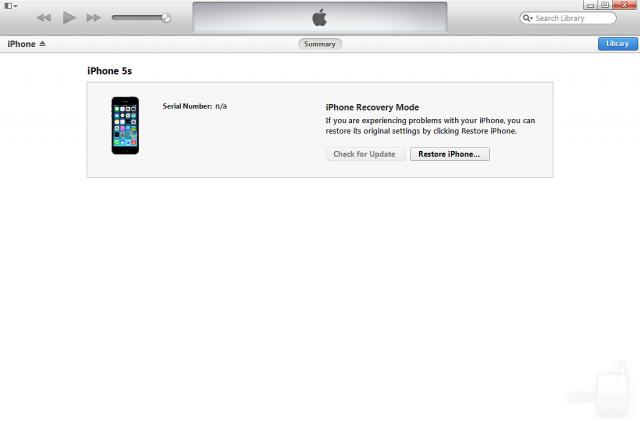 Search Library
iPhone
Summary
Library
iPhone 5s
Serial Number: n/a
iPhone Recovery Mode
If you are experiencing problems with your iPhone, you can
restore its original settings by clicking Restore iPhone.
Check for Update
Restore iPhone...